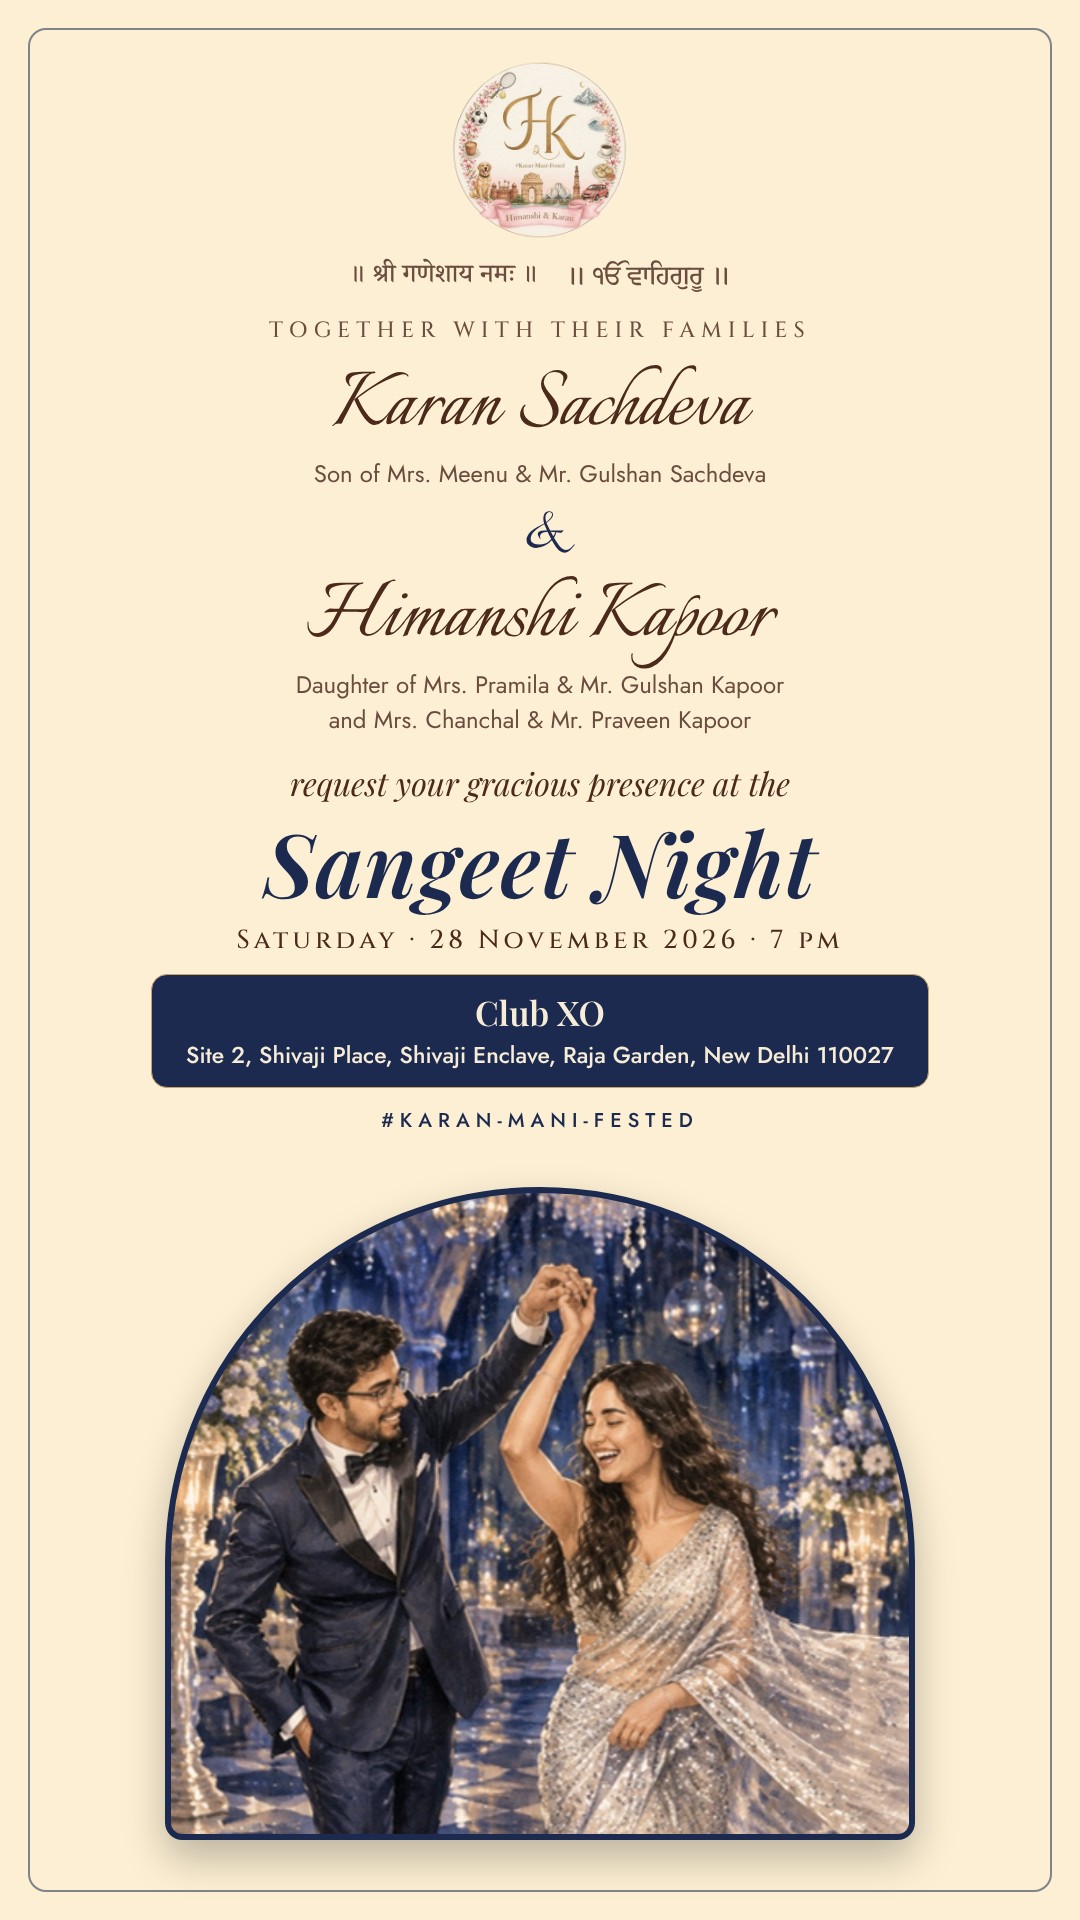 HK
&
#Karan-Mani-Fested
Himanshi & Karan
॥ श्री गणेशाय नमः ॥ ।। ੴ ਵਾਹਿਗੁਰੂ ।।
TOGETHER WITH THEIR FAMILIES
Karan Sachdeva
Son of Mrs. Meenu & Mr. Gulshan Sachdeva
&
Himanshi Kapoor
Daughter of Mrs. Pramila & Mr. Gulshan Kapoor
and Mrs. Chanchal & Mr. Praveen Kapoor
request your gracious presence at the
Sangeet Night
SATURDAY · 28 NOVEMBER 2026 · 7 PM
Club XO
Site 2, Shivaji Place, Shivaji Enclave, Raja Garden, New Delhi 110027
#KARAN-MANI-FESTED